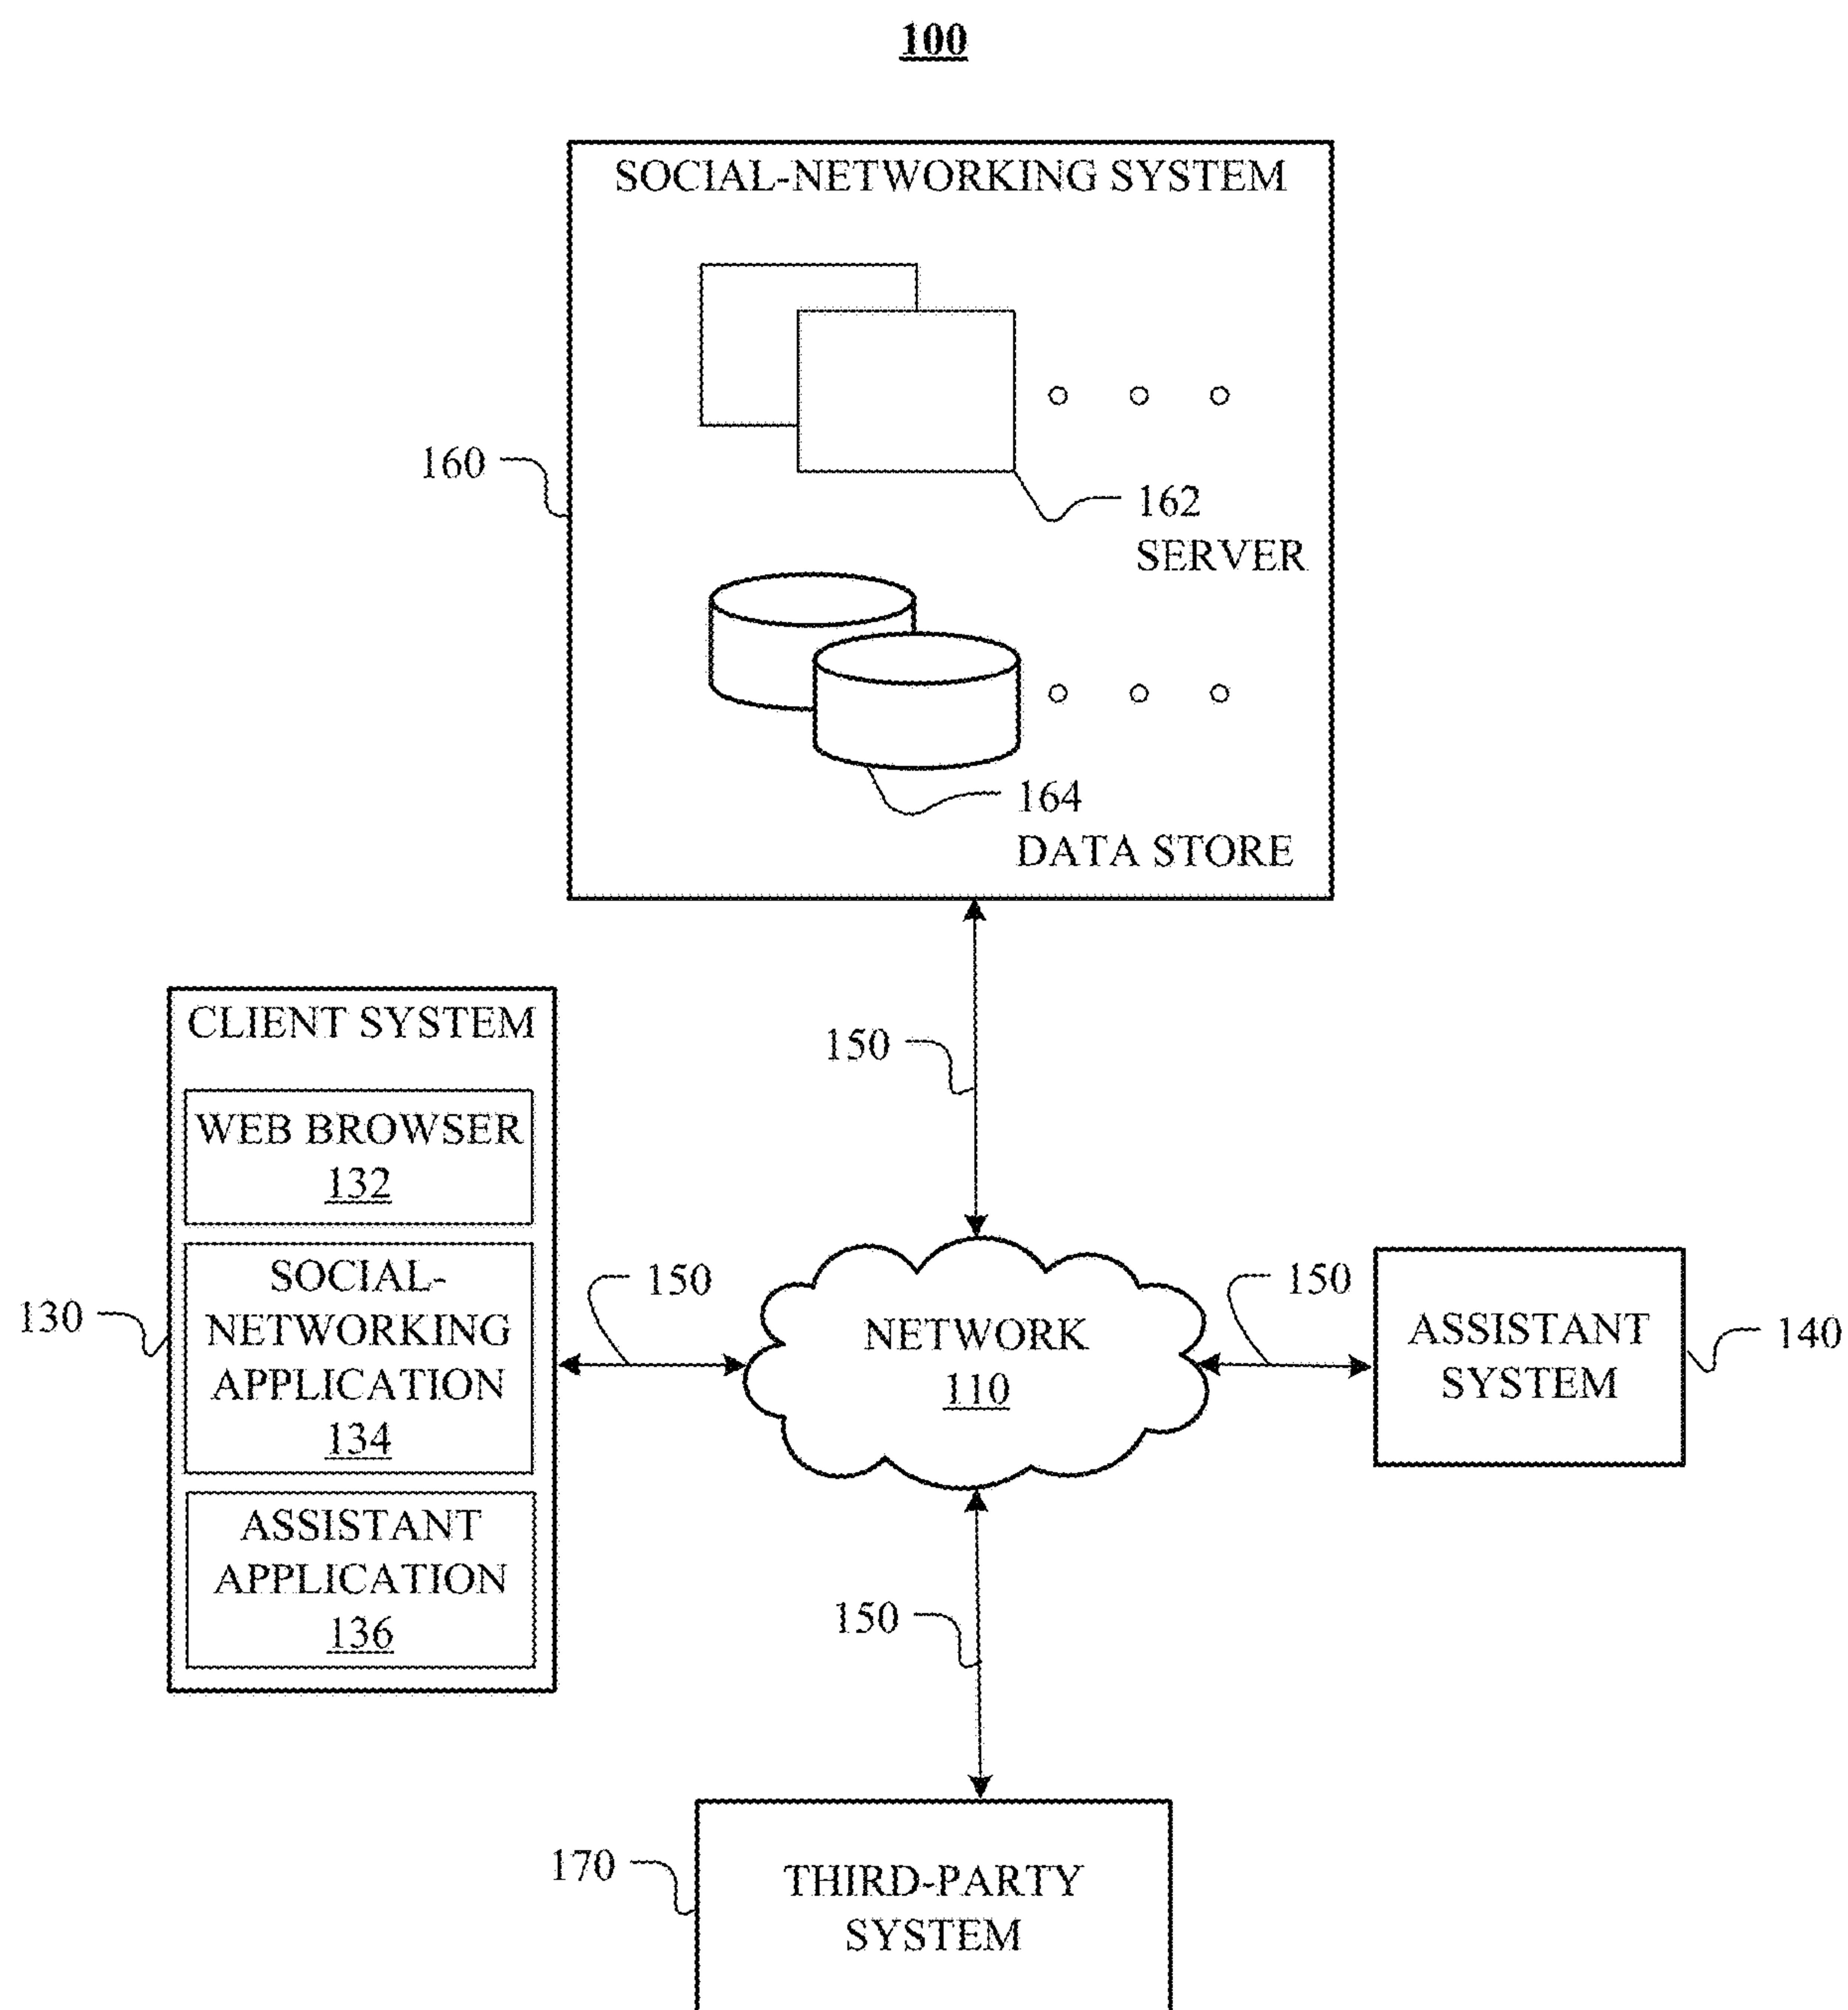 100
SOCIAL-NETWORKING SYSTEM
160
162
SERVER
164
DATA STORE
CLIENT SYSTEM
WEB BROWSER
132
SOCIAL-
NETWORKING
APPLICATION
134
ASSISTANT
APPLICATION
136
130
150
150
NETWORK
110
150
ASSISTANT
SYSTEM
140
150
170
THIRD-PARTY
SYSTEM